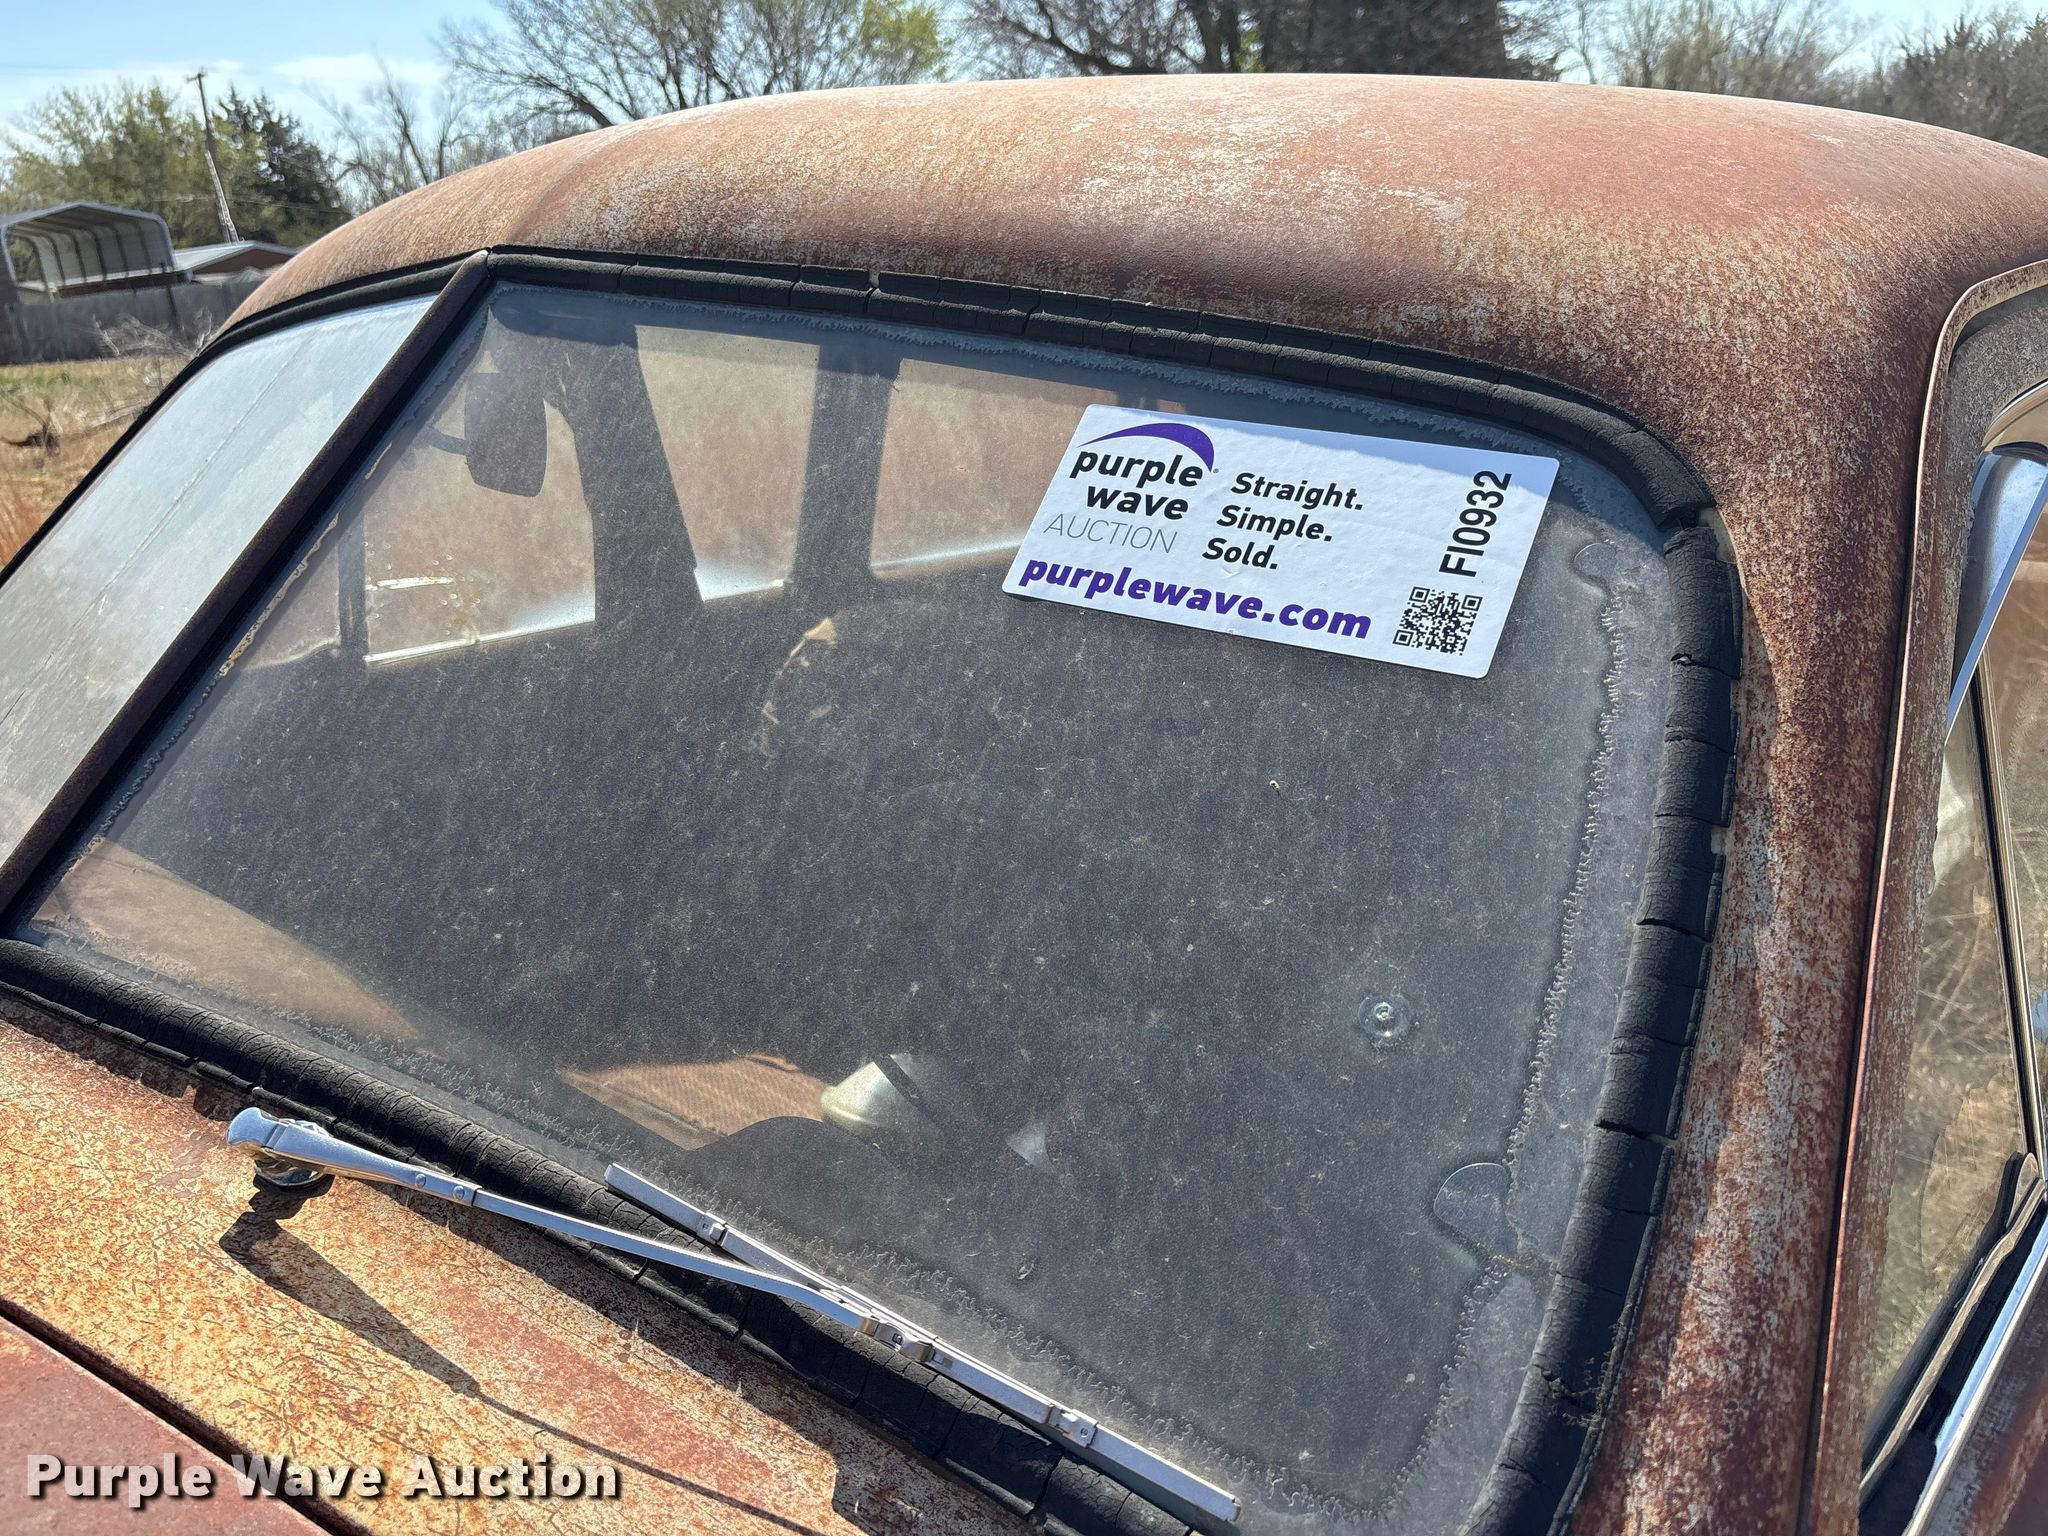 purple
wave
AUCTION
Straight.
Simple.
Sold.
purplewave.com
FI0932
Purple Wave Auction